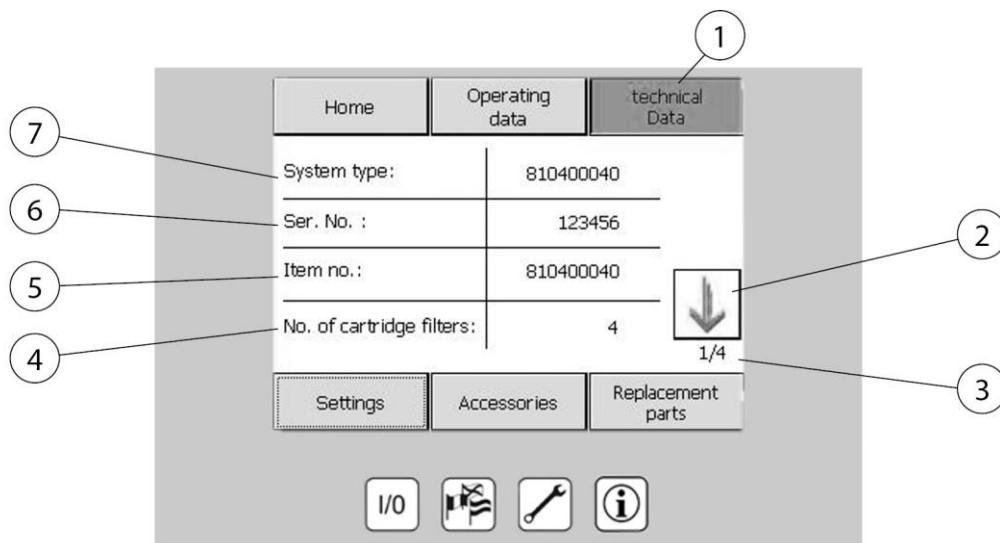 1
Home
Operating
data
technical
Data
7
System type: 810400040
6
Ser. No. : 123456
2
5
Item no.: 810400040
4
No. of cartridge filters: 4
1/4
3
Settings
Accessories
Replacement
parts
I/0
i